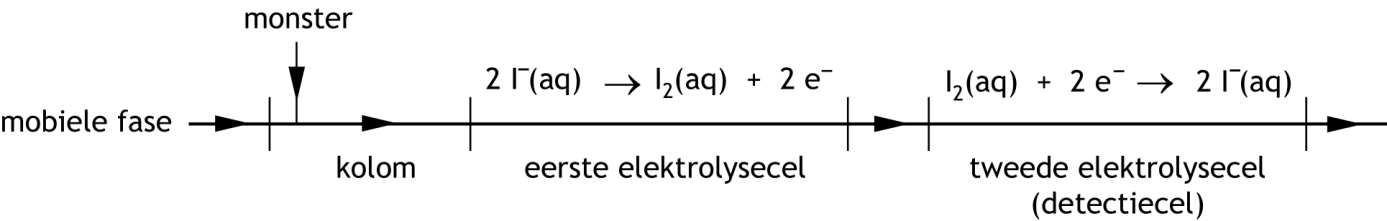 monster
2 I⁻(aq) → I₂(aq) + 2 e⁻
I₂(aq) + 2 e⁻ → 2 I⁻(aq)
mobiele fase
kolom
eerste elektrolysecel
tweede elektrolysecel
(detectiecel)